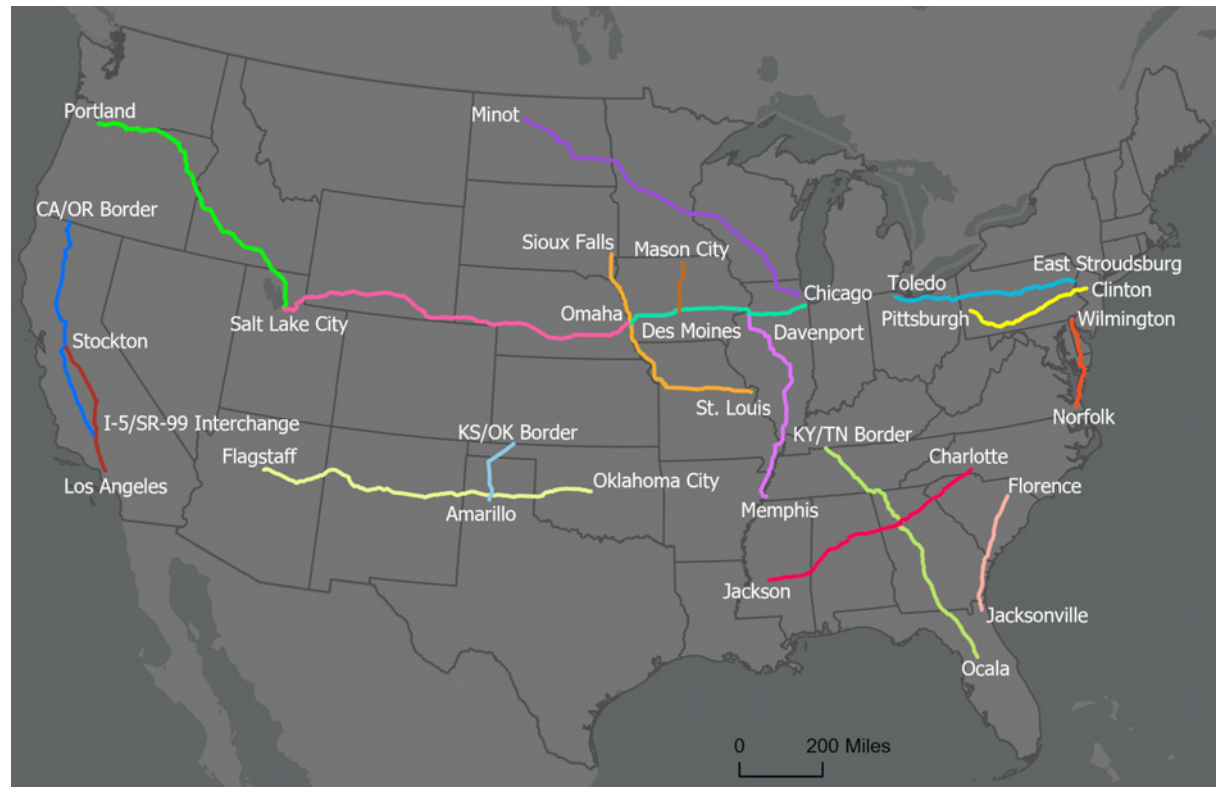 Portland
Minot
CA/OR Border
Sioux Falls
Mason City
East Stroudsburg
Toledo
Clinton
Chicago
Salt Lake City
Omaha
Des Moines
Davenport
Pittsburgh
Wilmington
Stockton
St. Louis
Norfolk
I-5/SR-99 Interchange
KS/OK Border
KY/TN Border
Flagstaff
Charlotte
Los Angeles
Oklahoma City
Florence
Amarillo
Memphis
Jackson
Jacksonville
Ocala
0 200 Miles